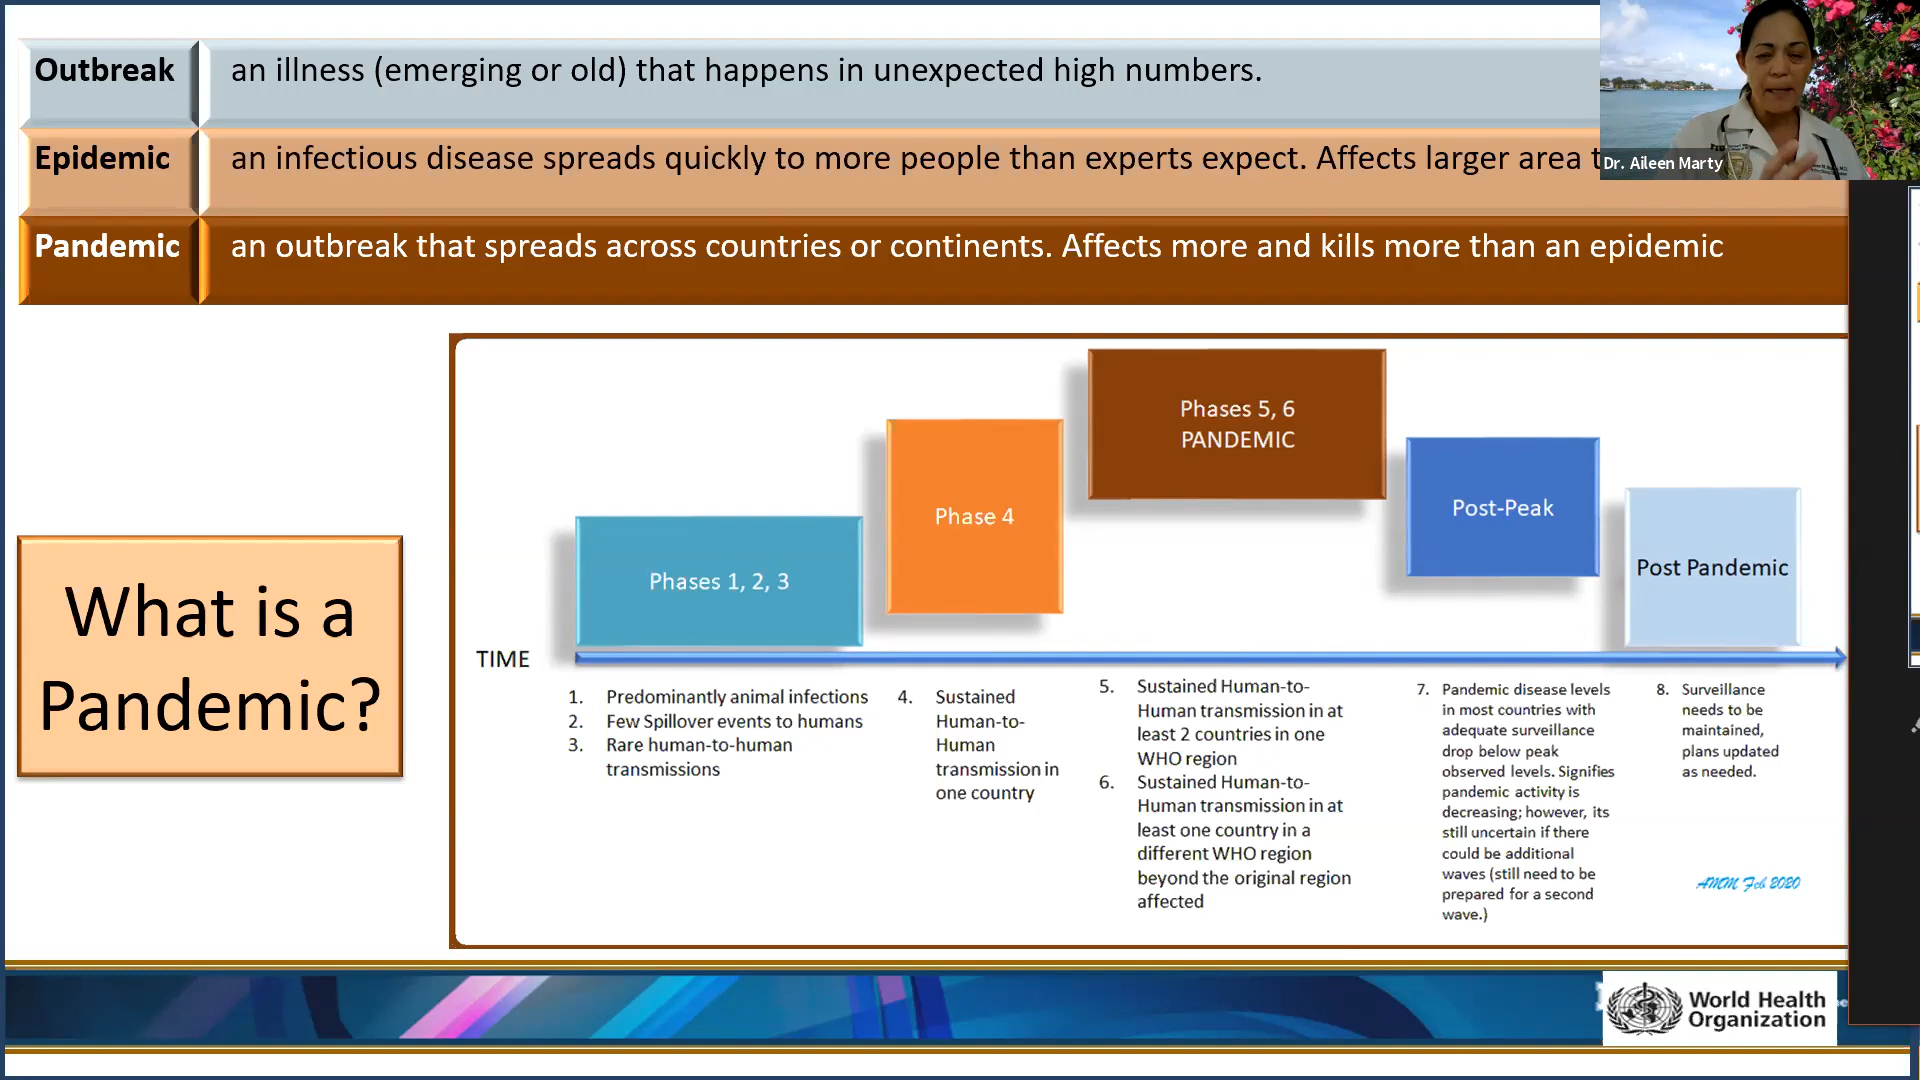 Outbreak an illness (emerging or old) that happens in unexpected high numbers.
Epidemic an infectious disease spreads quickly to more people than experts expect. Affects larger area
Pandemic an outbreak that spreads across countries or continents. Affects more and kills more than an epidemic
Dr. Aileen Marty
What is a
Pandemic?
Phases 1, 2, 3
Phase 4
Phases 5, 6
PANDEMIC
Post-Peak
Post Pandemic
TIME
1. Predominantly animal infections
2. Few Spillover events to humans
3. Rare human-to-human
transmissions
4. Sustained
Human-to-
Human
transmission in
one country
5. Sustained Human-to-
Human transmission in at
least 2 countries in one
WHO region
6. Sustained Human-to-
Human transmission in at
least one country in a
different WHO region
beyond the original region
affected
7. Pandemic disease levels
in most countries with
adequate surveillance
drop below peak
observed levels. Signifies
pandemic activity is
decreasing; however, its
still uncertain if there
could be additional
waves (still need to be
prepared for a second
wave.)
8. Surveillance
needs to be
maintained,
plans updated
as needed.
AMM Feb 2020
World Health
Organization